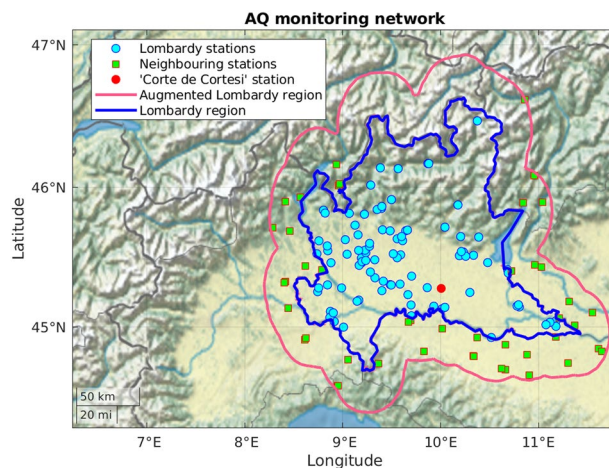 AQ monitoring network
Lombardy stations
Neighbouring stations
'Corte de Cortesi' station
Augmented Lombardy region
Lombardy region
47°N
46°N
45°N
Latitude
50 km
20 mi
7°E
8°E
9°E
10°E
11°E
Longitude